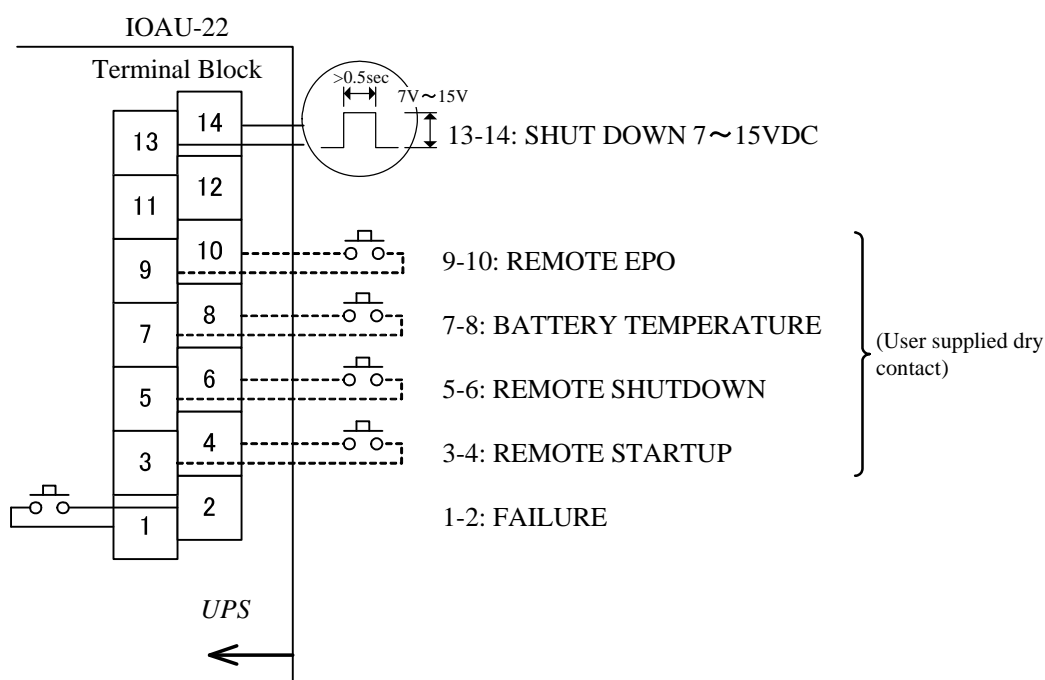 IOAU-22
Terminal Block
>0.5sec
7V～15V
14
13
13-14: SHUT DOWN 7～15VDC
12
11
10
9
9-10: REMOTE EPO
8
7
7-8: BATTERY TEMPERATURE
(User supplied dry
contact)
6
5
5-6: REMOTE SHUTDOWN
4
3
3-4: REMOTE STARTUP
2
1
1-2: FAILURE
UPS